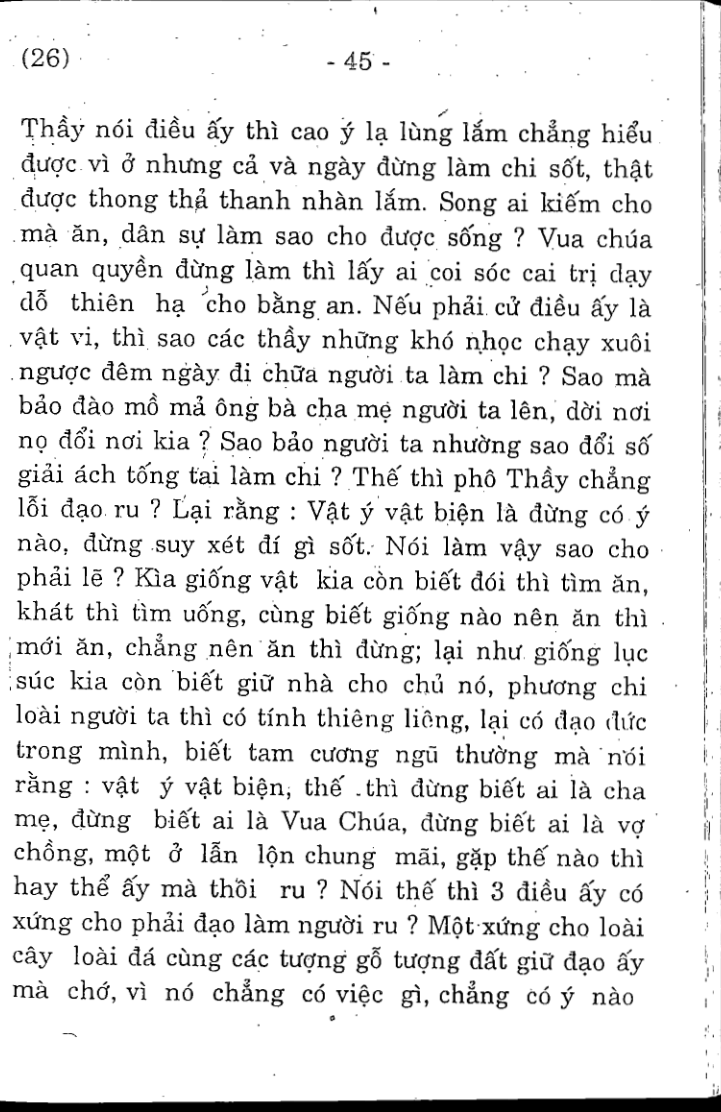 (26)
- 45 -
Thầy nói điều ấy thì cao ý lạ lùng lắm chẳng hiểu
được vì ở nhưng cả và ngày đừng làm chi sốt, thật
được thong thả thanh nhàn lắm. Song ai kiếm cho
mà ăn, dân sự làm sao cho được sống ? Vua chúa
quan quyền đừng làm thì lấy ai coi sóc cai trị dạy
dỗ thiên hạ cho bằng an. Nếu phải cử điều ấy là
vật vi, thì sao các thầy những khó nhọc chạy xuôi
ngược đêm ngày đi chữa người ta làm chi ? Sao mà
bảo đào mồ mả ông bà cha mẹ người ta lên, dời nơi
nọ đổi nơi kia ? Sao bảo người ta nhường sao đổi số
giải ách tống tai làm chi ? Thế thì phô Thầy chẳng
lỗi đạo ru ? Lại rằng : Vật ý vật biện là đừng có ý
nào, đừng suy xét đí gì sốt. Nói làm vậy sao cho
phải lẽ ? Kìa giống vật kia còn biết đói thì tìm ăn,
khát thì tìm uống, cùng biết giống nào nên ăn thì
mới ăn, chẳng nên ăn thì đừng; lại như giống lục
súc kia còn biết giữ nhà cho chủ nó, phương chi
loài người ta thì có tính thiêng liêng, lại có đạo đức
trong mình, biết tam cương ngũ thường mà nói
rằng : vật ý vật biện, thế thì đừng biết ai là cha
mẹ, đừng biết ai là Vua Chúa, đừng biết ai là vợ
chồng, một ở lẫn lộn chung mãi, gặp thế nào thì
hay thể ấy mà thôi ru ? Nói thế thì 3 điều ấy có
xứng cho phải đạo làm người ru ? Một xứng cho loài
cây loài đá cùng các tượng gỗ tượng đất giữ đạo ấy
mà chớ, vì nó chẳng có việc gì, chẳng có ý nào